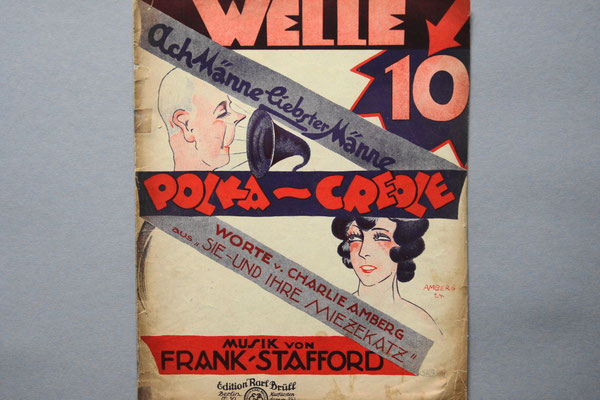 WELLE
10
Ach Männe liebster Männe
POLKA-CREOLE
WORTE v. CHARLIE AMBERG
aus „SIE-UND IHRE MIEZEKATZ"
AMBERG
MUSIK VON
FRANK-STAFFORD
Edition Karl Brüll
Berlin